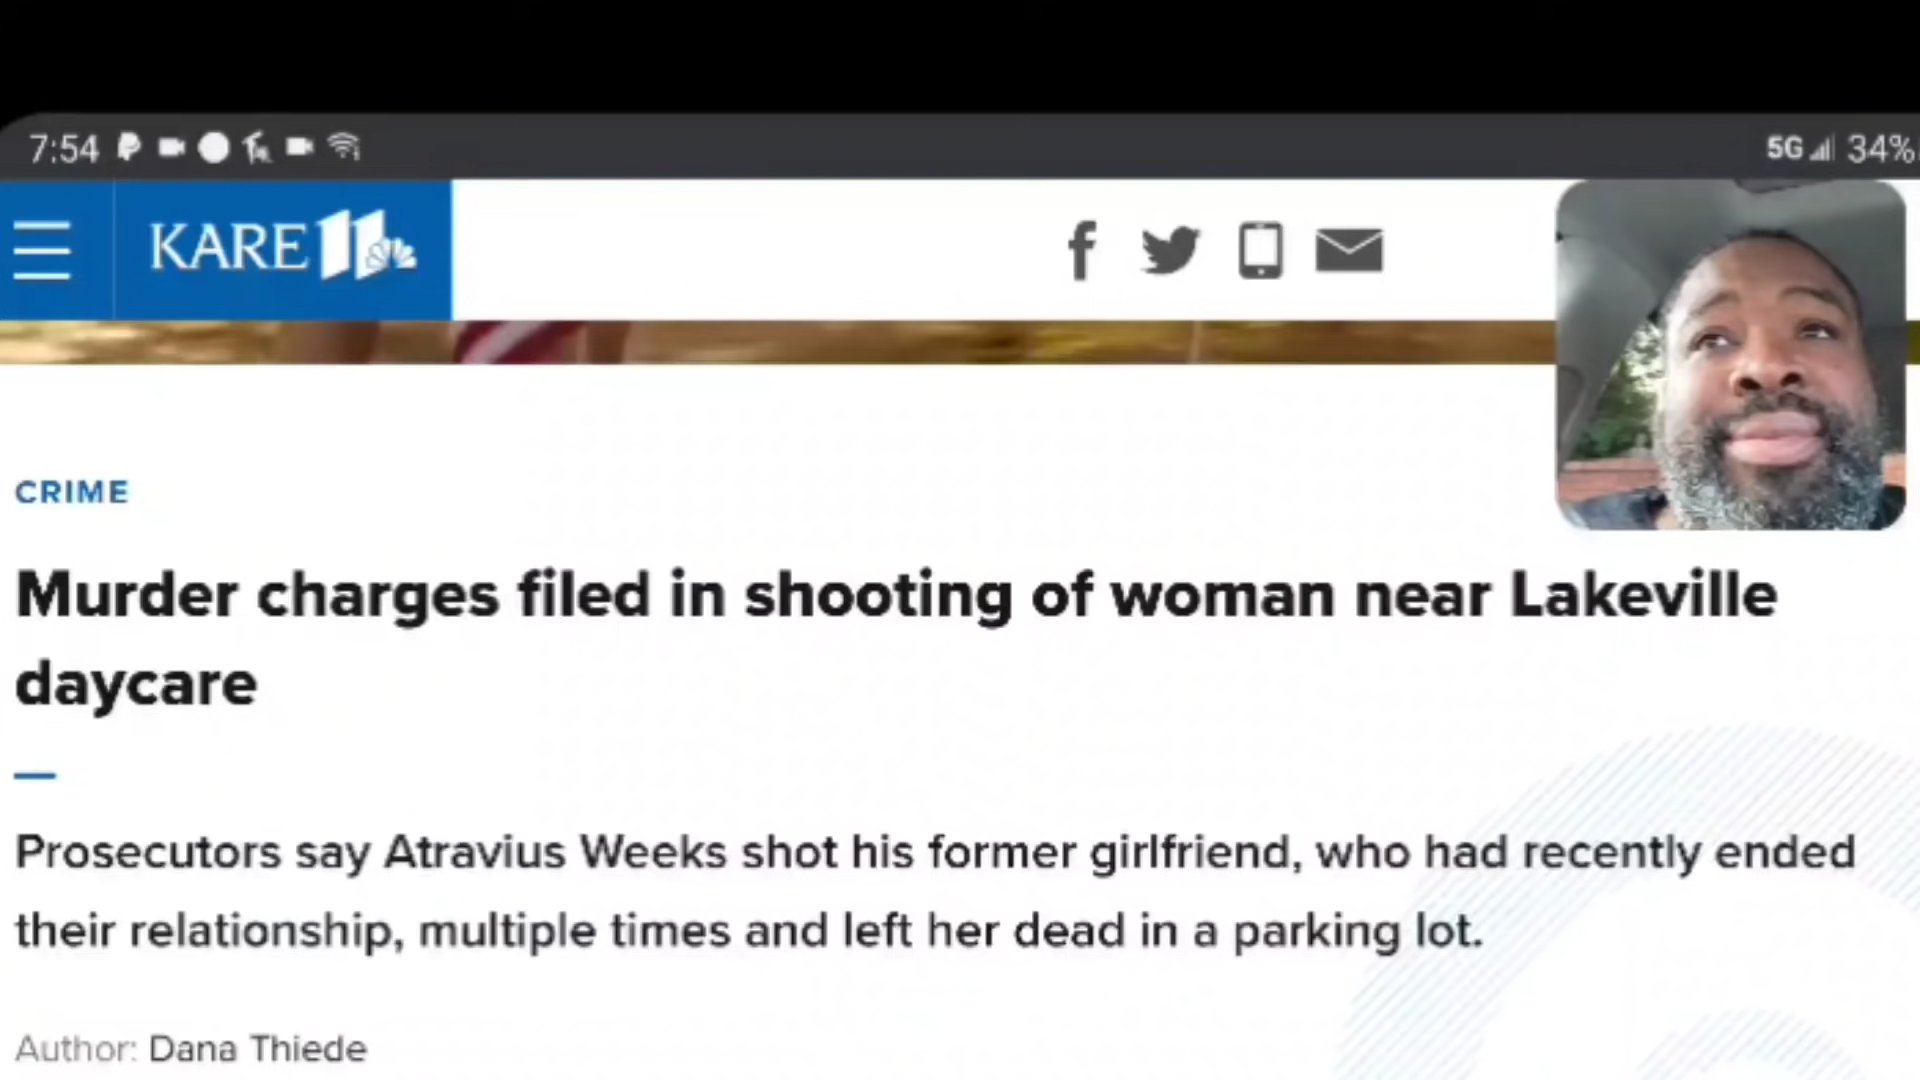 7:54 5G 34%
KARE 11
CRIME
Murder charges filed in shooting of woman near Lakeville
daycare
Prosecutors say Atravius Weeks shot his former girlfriend, who had recently ended
their relationship, multiple times and left her dead in a parking lot.
Author: Dana Thiede